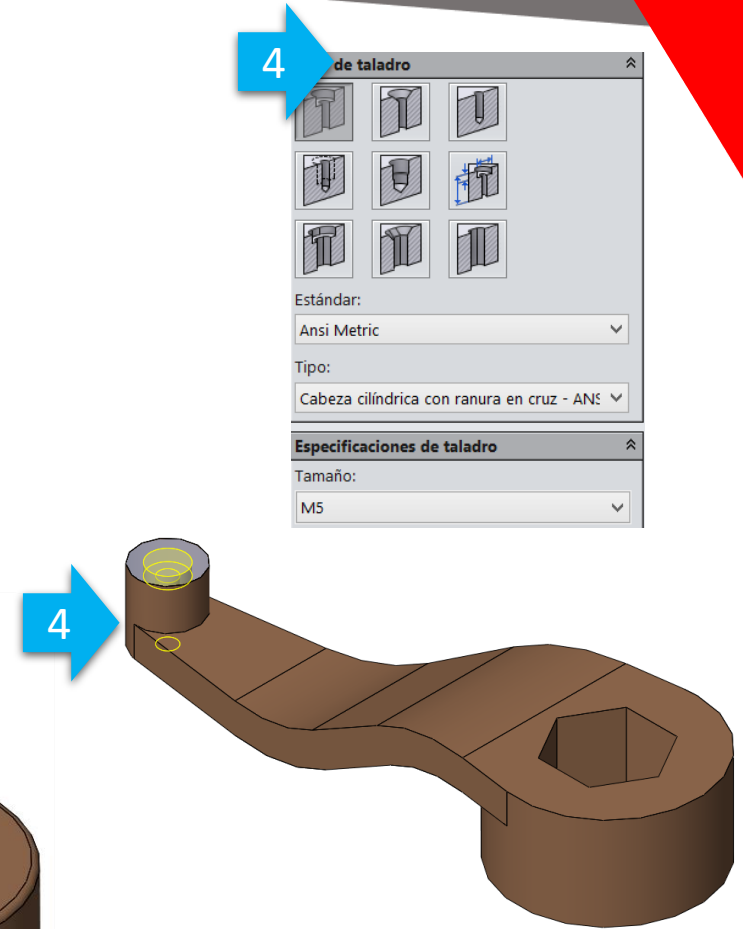 4
de taladro
Estándar:
Ansi Metric
Tipo:
Cabeza cilíndrica con ranura en cruz - ANS
Especificaciones de taladro
Tamaño:
M5
4